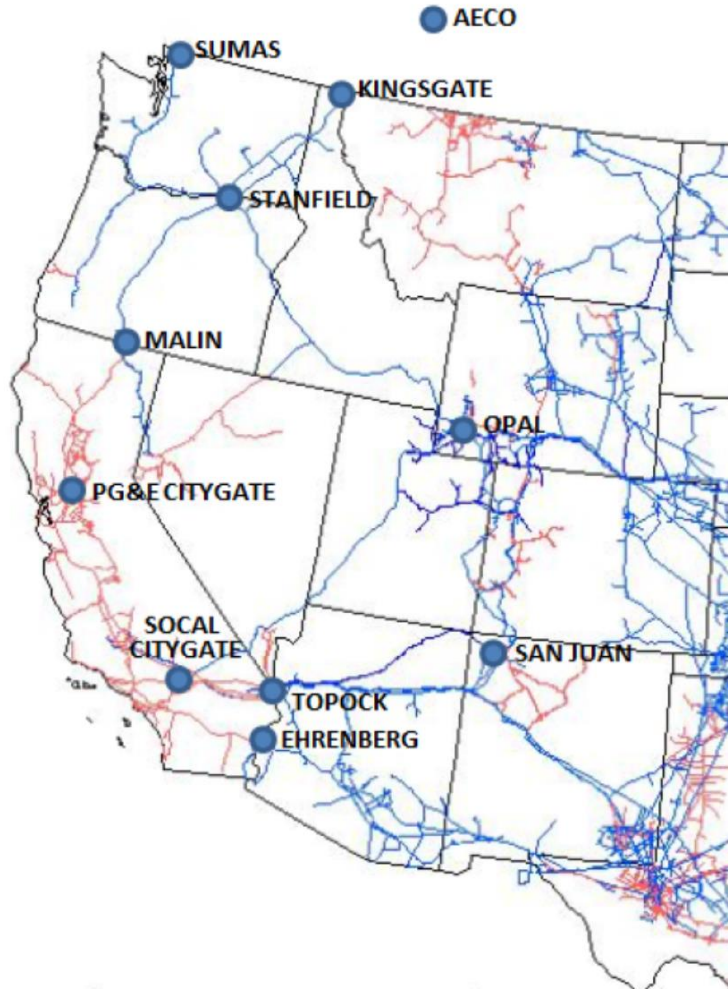 AECO
SUMAS
KINGSGATE
STANFIELD
MALIN
OPAL
PG&E CITYGATE
SOCAL
CITYGATE
SAN JUAN
TOPOCK
EHRENBERG